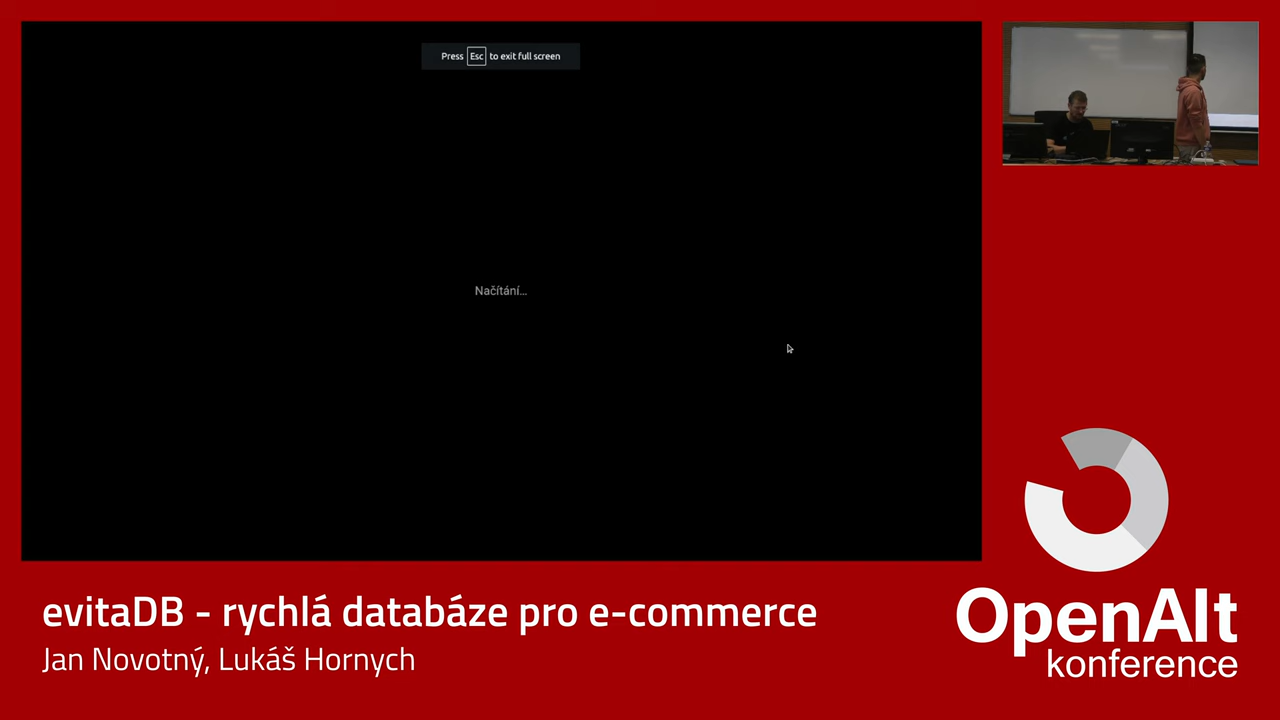 Press Esc to exit full screen
Načítání...
evitaDB - rychlá databáze pro e-commerce
Jan Novotný, Lukáš Hornych
OpenAlt
konference